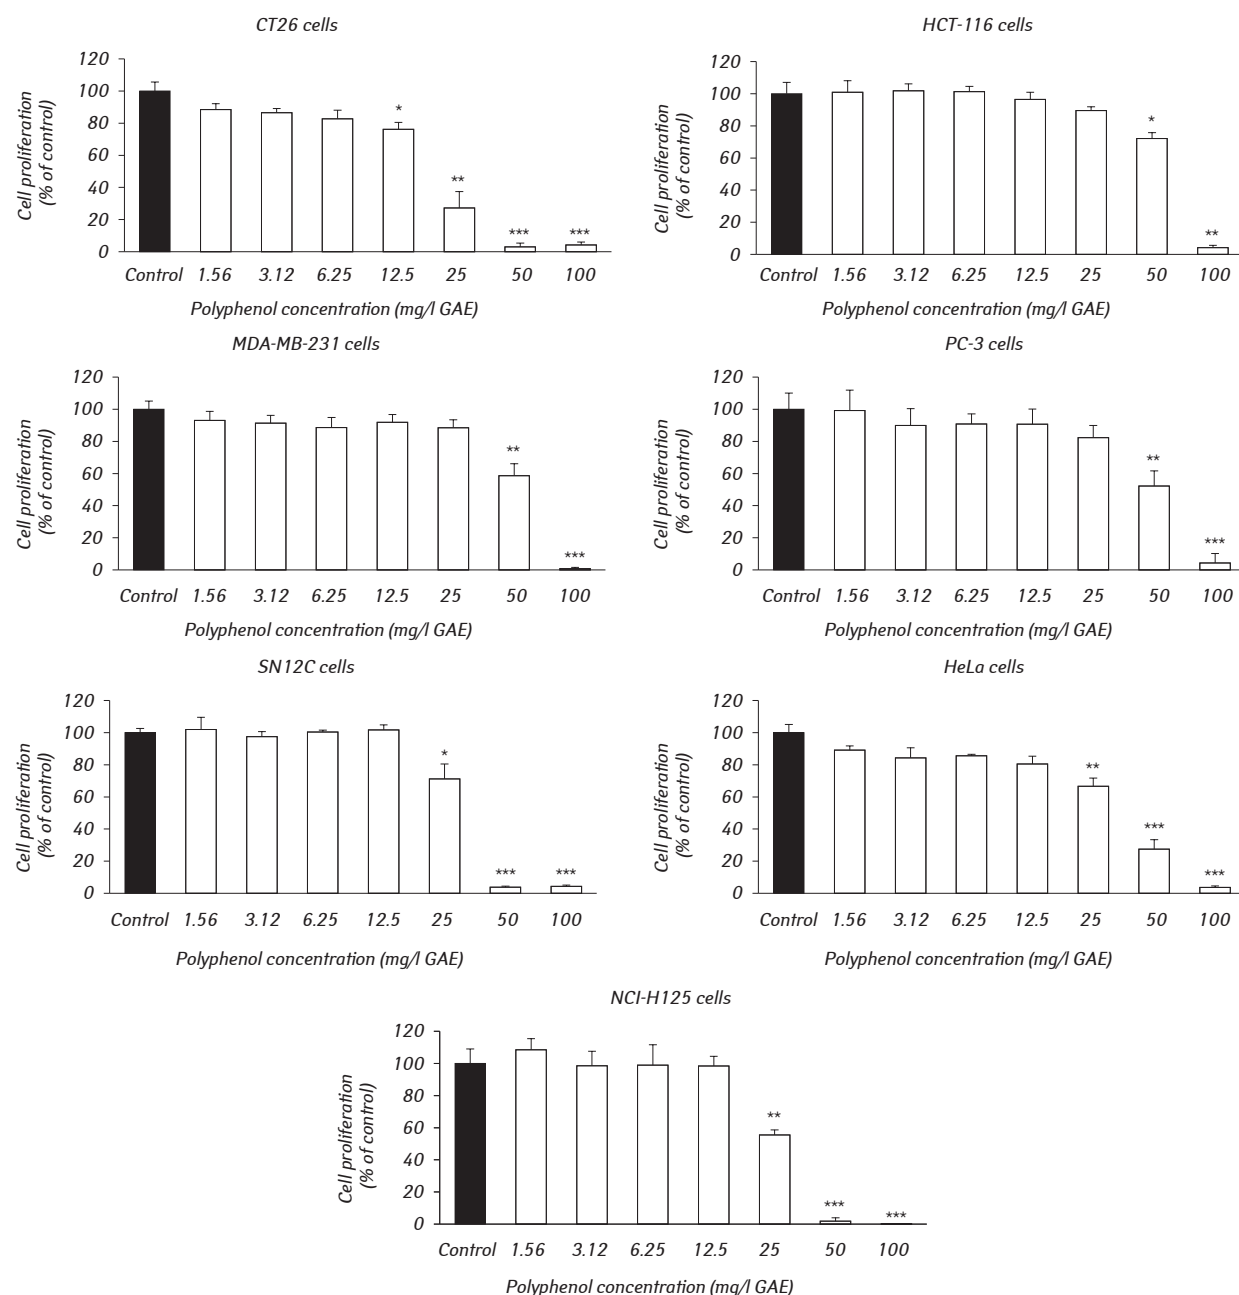 CT26 cells
120
100
80
60
40
20
0
Cell proliferation
(% of control)
*
**
***
***
Control 1.56 3.12 6.25 12.5 25 50 100
Polyphenol concentration (mg/l GAE)
HCT-116 cells
120
100
80
60
40
20
0
Cell proliferation
(% of control)
*
**
Control 1.56 3.12 6.25 12.5 25 50 100
Polyphenol concentration (mg/l GAE)
MDA-MB-231 cells
120
100
80
60
40
20
0
Cell proliferation
(% of control)
**
***
Control 1.56 3.12 6.25 12.5 25 50 100
Polyphenol concentration (mg/l GAE)
PC-3 cells
120
100
80
60
40
20
0
Cell proliferation
(% of control)
**
***
Control 1.56 3.12 6.25 12.5 25 50 100
Polyphenol concentration (mg/l GAE)
SN12C cells
120
100
80
60
40
20
0
Cell proliferation
(% of control)
*
***
***
Control 1.56 3.12 6.25 12.5 25 50 100
Polyphenol concentration (mg/l GAE)
HeLa cells
120
100
80
60
40
20
0
Cell proliferation
(% of control)
**
***
***
Control 1.56 3.12 6.25 12.5 25 50 100
Polyphenol concentration (mg/l GAE)
NCI-H125 cells
120
100
80
60
40
20
0
Cell proliferation
(% of control)
**
***
***
Control 1.56 3.12 6.25 12.5 25 50 100
Polyphenol concentration (mg/l GAE)